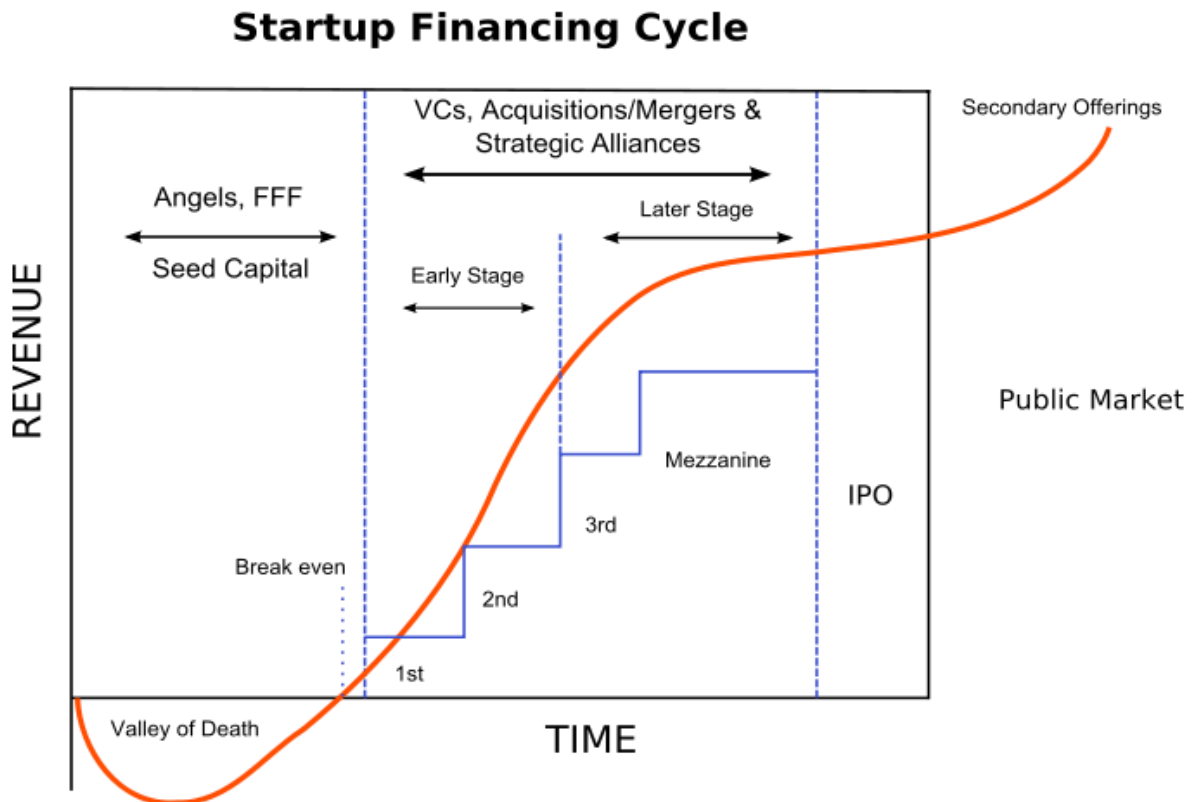 Startup Financing Cycle
VCs, Acquisitions/Mergers &
Strategic Alliances
Secondary Offerings
Angels, FFF
Seed Capital
Later Stage
Early Stage
REVENUE
Public Market
Mezzanine
IPO
3rd
Break even
2nd
1st
Valley of Death
TIME